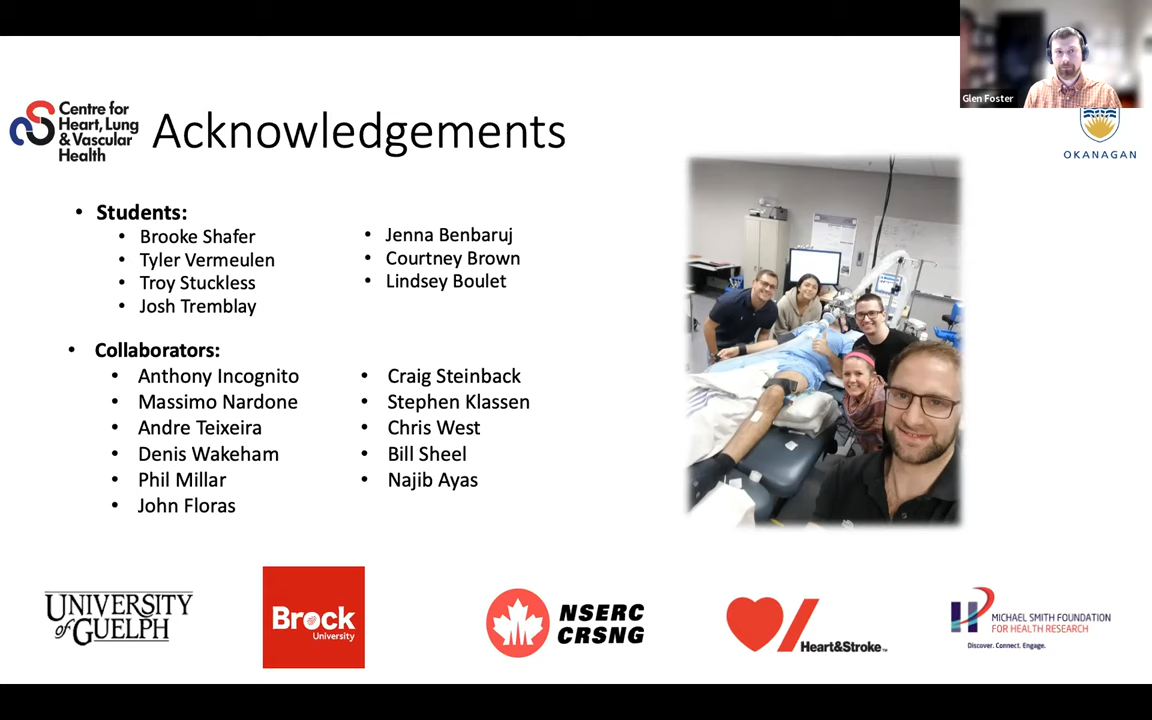 Glen Foster
Centre for
Heart, Lung
& Vascular
Health
Acknowledgements
OKANAGAN
• Students:
• Brooke Shafer
• Tyler Vermeulen
• Troy Stuckless
• Josh Tremblay
• Jenna Benbaruj
• Courtney Brown
• Lindsey Boulet
• Collaborators:
• Anthony Incognito
• Massimo Nardone
• Andre Teixeira
• Denis Wakeham
• Phil Millar
• John Floras
• Craig Steinback
• Stephen Klassen
• Chris West
• Bill Sheel
• Najib Ayas
UNIVERSITY
of GUELPH
Brock
University
NSERC
CRSNG
Heart&Stroke™
MICHAEL SMITH FOUNDATION
FOR HEALTH RESEARCH
Discover. Connect. Engage.